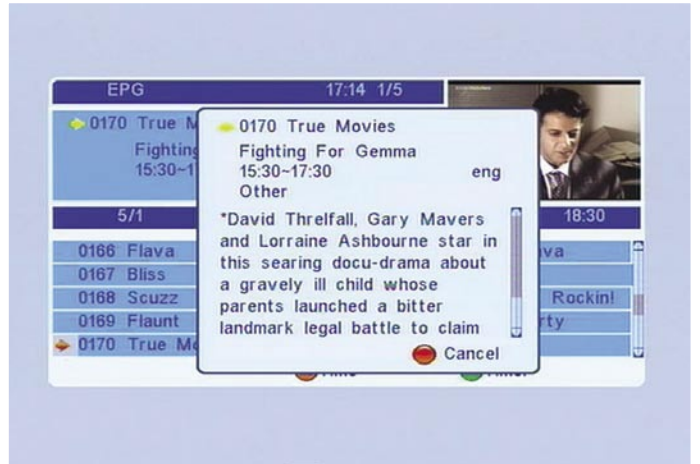 EPG 17:14 1/5
0170 True M
Fighting
15:30~1
0170 True Movies
Fighting For Gemma
15:30~17:30 eng
Other
*David Threlfall, Gary Mavers
and Lorraine Ashbourne star in
this searing docu-drama about
a gravely ill child whose
parents launched a bitter
landmark legal battle to claim
Cancel
5/1 18:30
0166 Flava va
0167 Bliss
0168 Scuzz Rockin!
0169 Flaunt rty
0170 True Mo